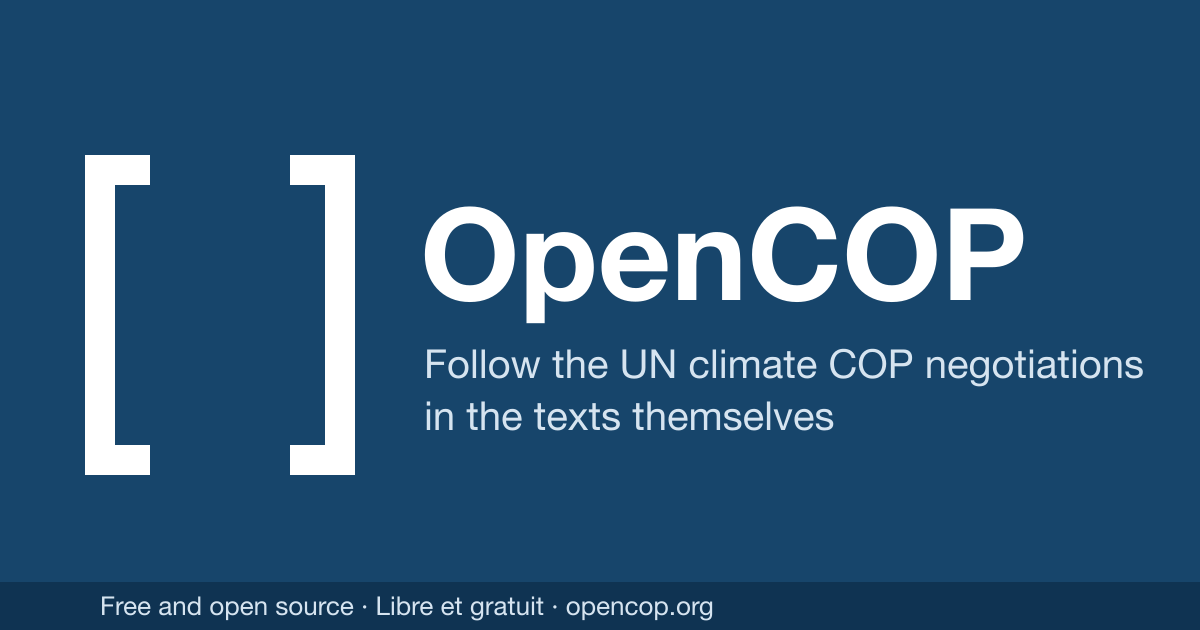 [ ]
OpenCOP
Follow the UN climate COP negotiations
in the texts themselves
Free and open source · Libre et gratuit · opencop.org